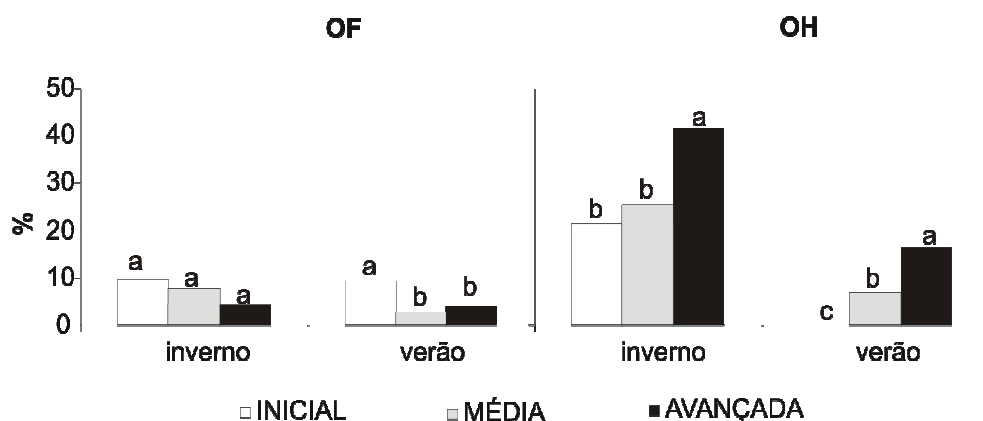 OF OH
50
40
30
20
10
0
%
a a a
a b b
b b a
c b a
inverno verão inverno verão
INICIAL MÉDIA AVANÇADA